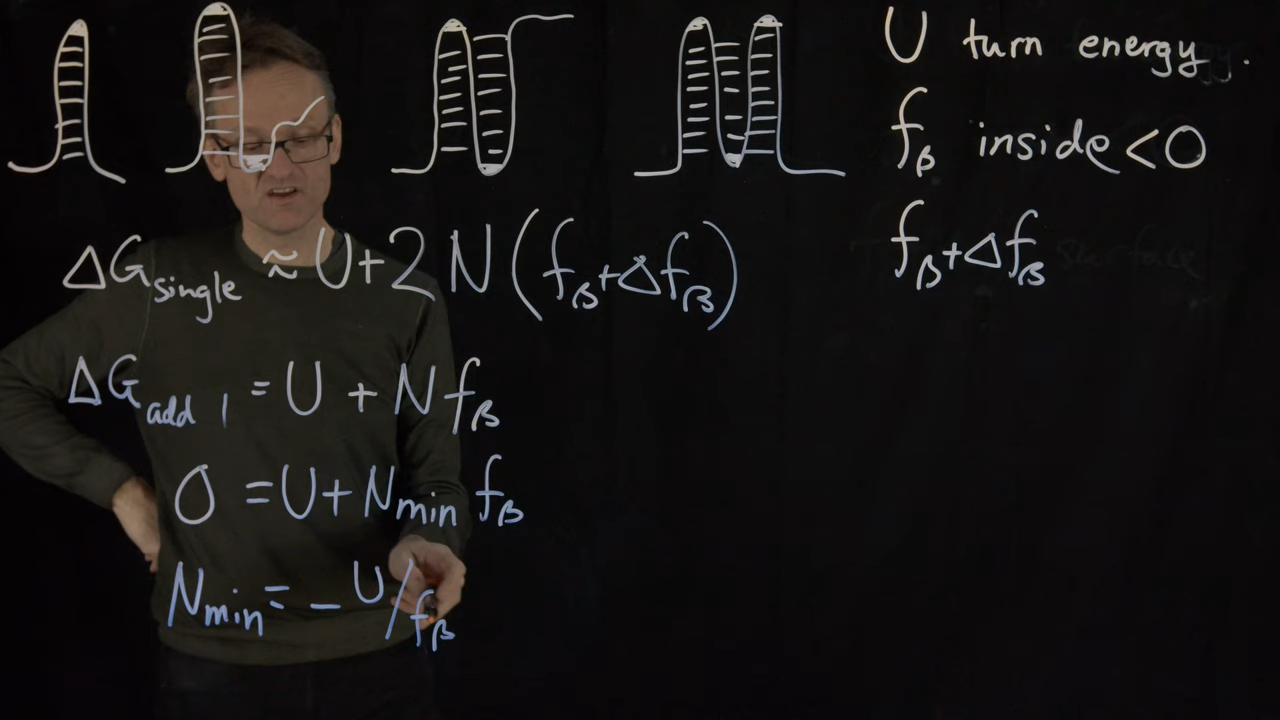 U turn energy.
f_β inside < 0
f_β + Δf_β
ΔG_single ≈ U + 2N(f_β + Δf_β)
ΔG_add 1 = U + N f_β
0 = U + N_min f_β
N_min = - U/f_β